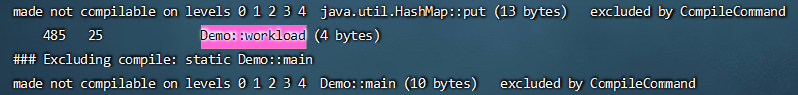 made not compilable on levels 0 1 2 3 4 java.util.HashMap::put (13 bytes) excluded by CompileCommand
485 25 Demo::workload (4 bytes)
### Excluding compile: static Demo::main
made not compilable on levels 0 1 2 3 4 Demo::main (10 bytes) excluded by CompileCommand